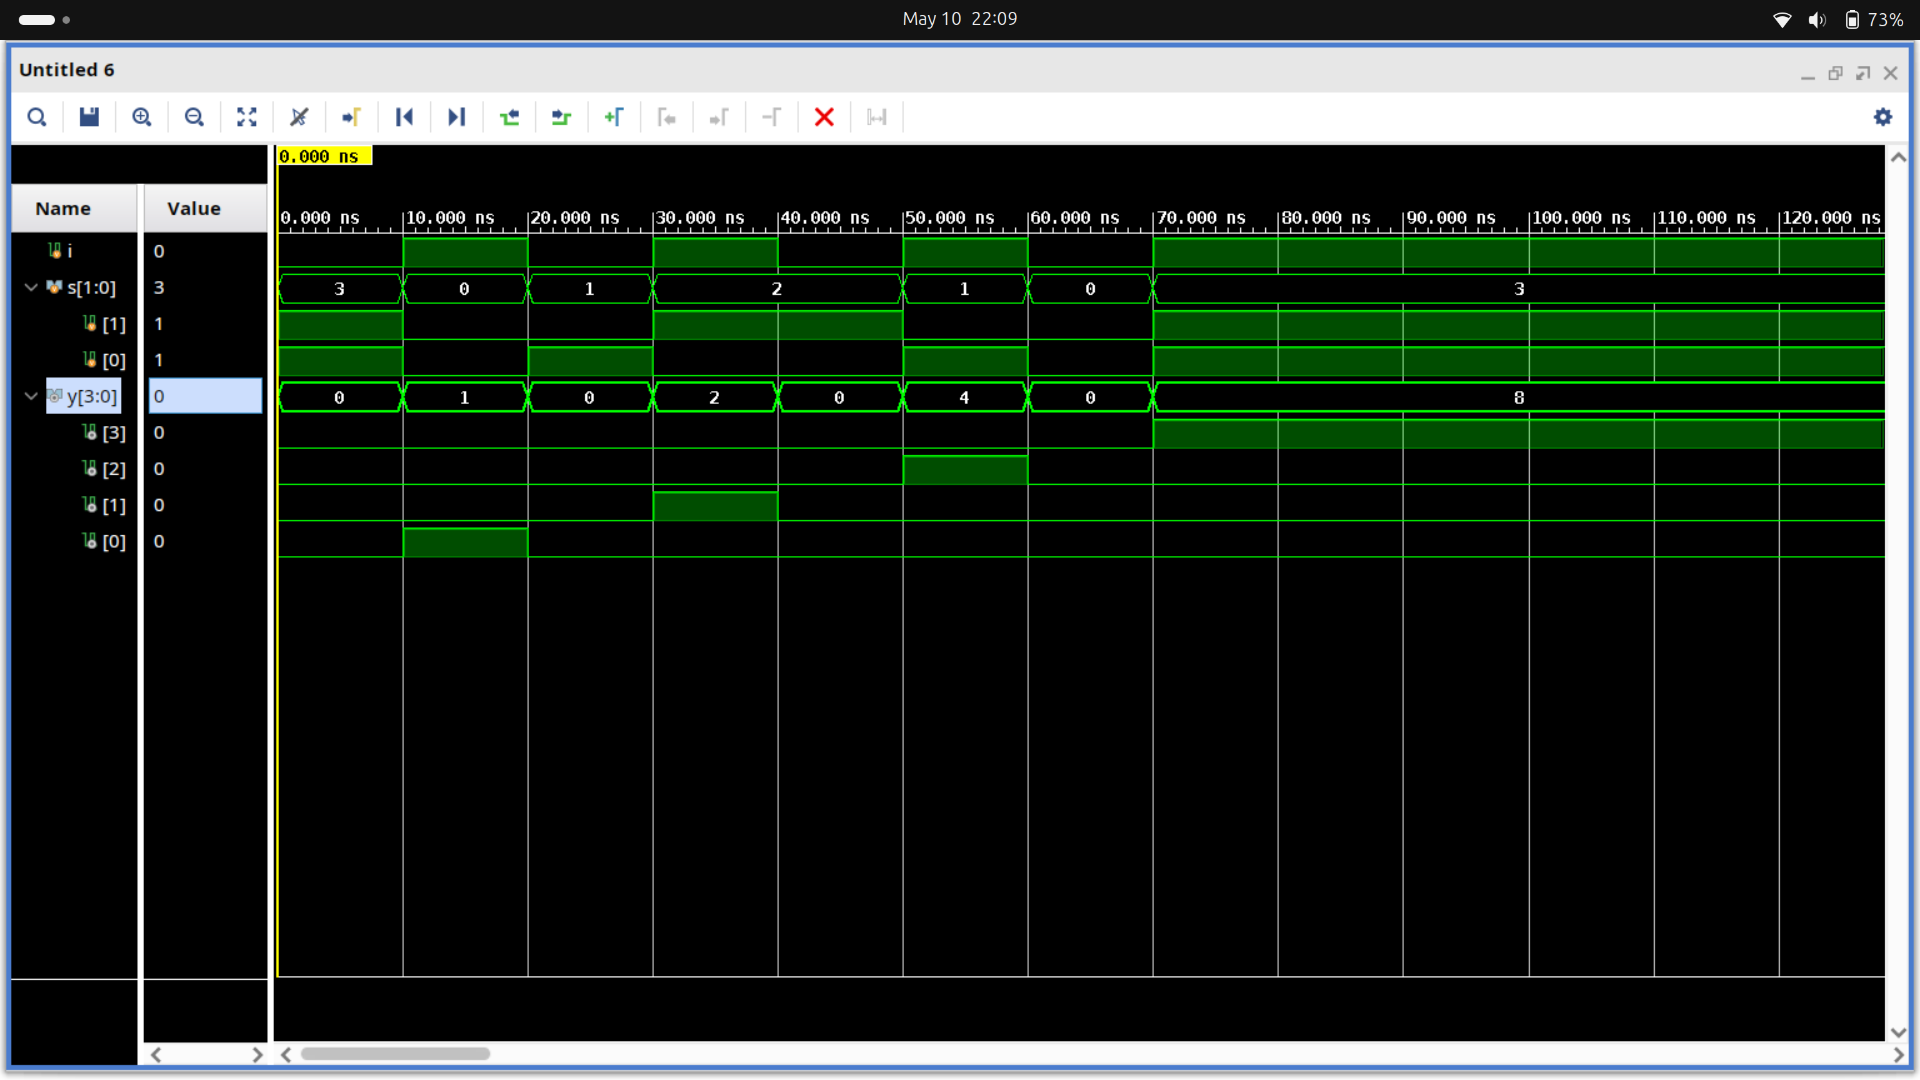 May 10 22:09
73%
Untitled 6
0.000 ns
Name Value
0.000 ns 10.000 ns 20.000 ns 30.000 ns 40.000 ns 50.000 ns 60.000 ns 70.000 ns 80.000 ns 90.000 ns 100.000 ns 110.000 ns 120.000 ns
i 0
s[1:0] 3 3 0 1 2 1 0 3
[1] 1
[0] 1
y[3:0] 0 0 1 0 2 0 4 0 8
[3] 0
[2] 0
[1] 0
[0] 0